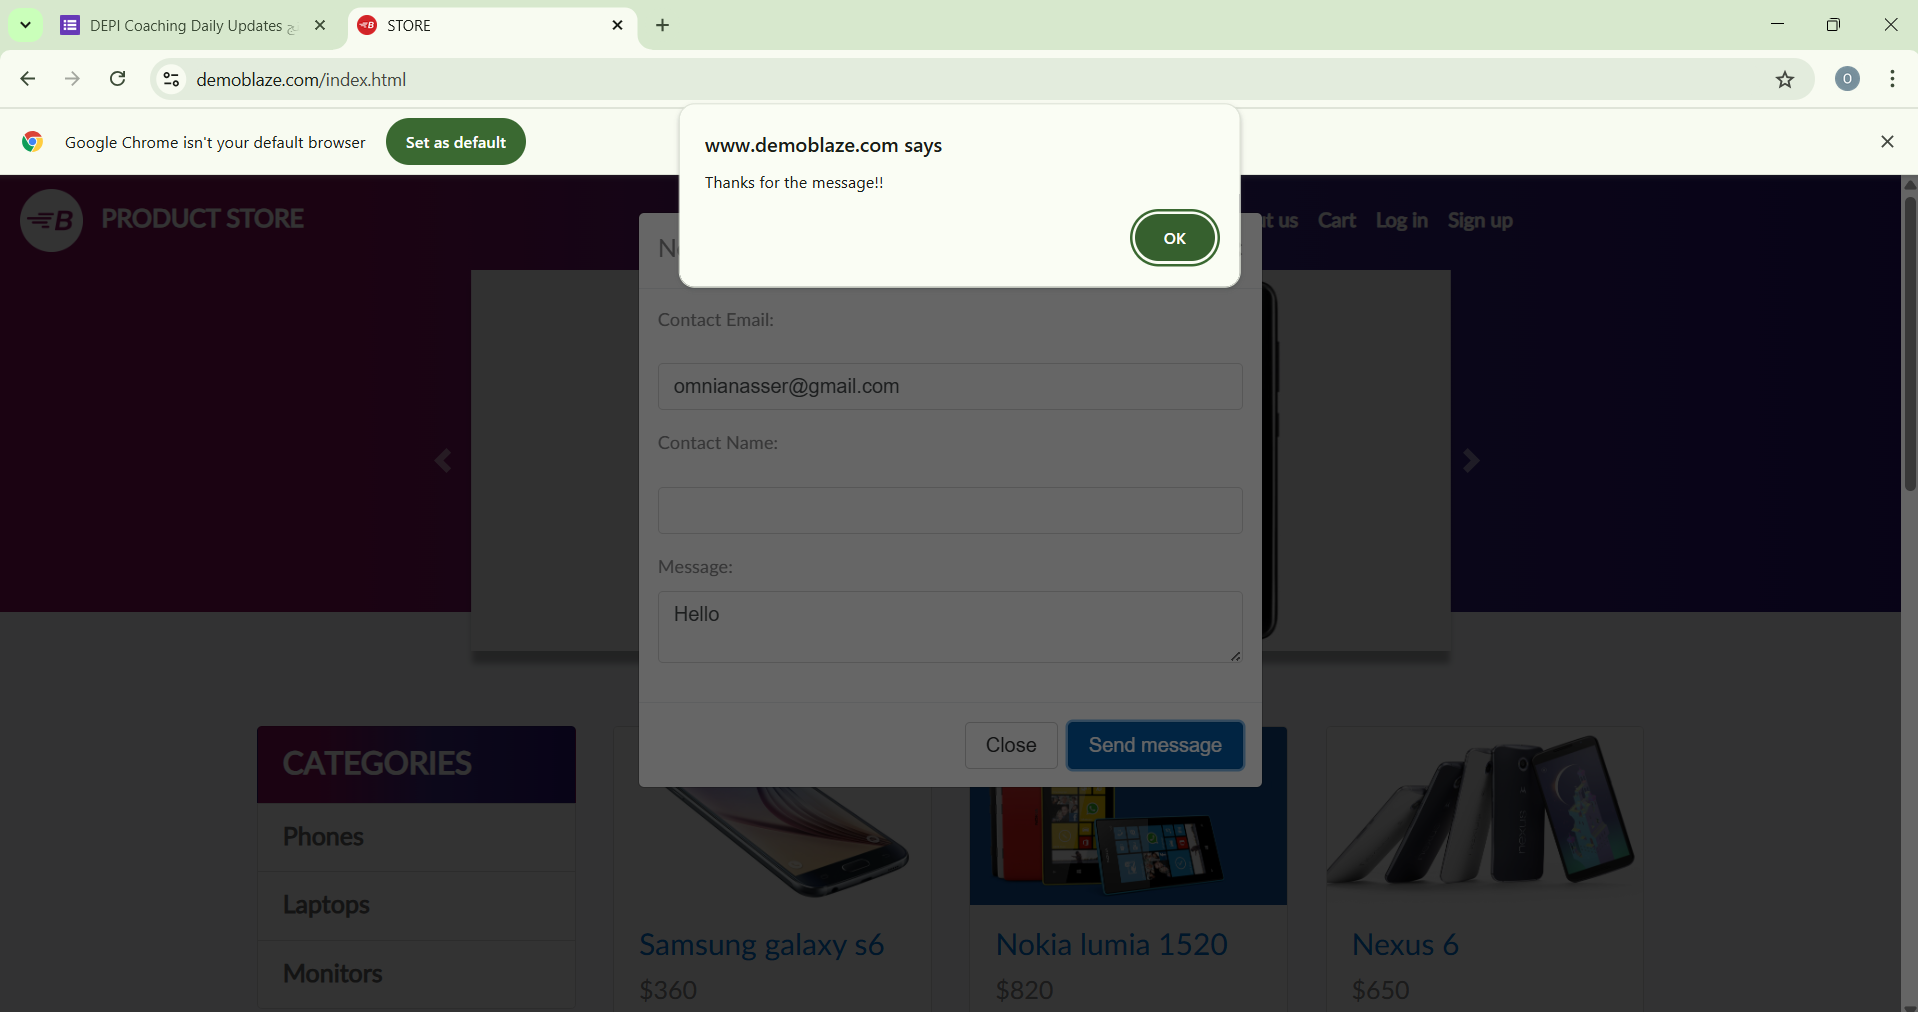 DEPI Coaching Daily Updates
STORE
demoblaze.com/index.html
O
Google Chrome isn't your default browser
Set as default
www.demoblaze.com says
Thanks for the message!!
OK
B
PRODUCT STORE
t us
Cart
Log in
Sign up
Contact Email:
omnianasser@gmail.com
Contact Name:
Message:
Hello
Close
Send message
CATEGORIES
Phones
Laptops
Monitors
Samsung galaxy s6
Nokia lumia 1520
Nexus 6
$360
$820
$650